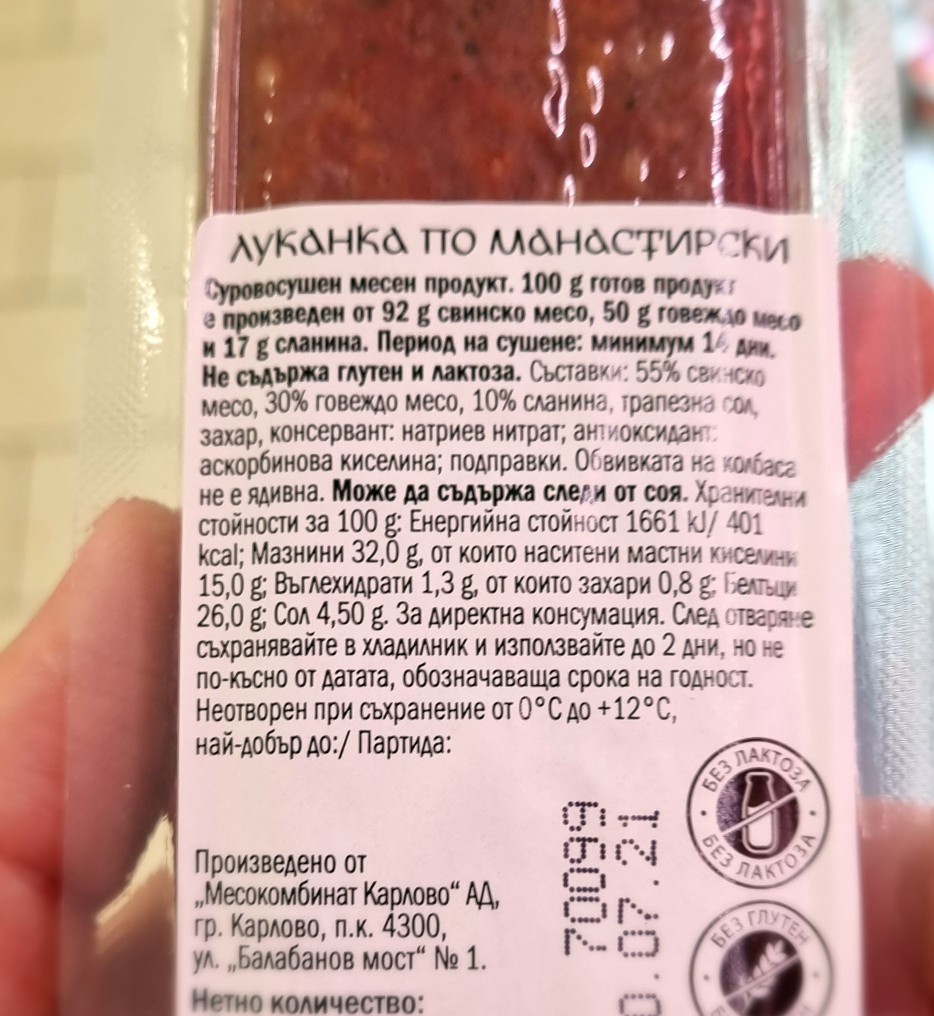 ЛУКАНКА ПО МАНАСТИРСКИ
Суровосушен месен продукт. 100 g готов продукт
е произведен от 92 g свинско месо, 50 g говеждо месо
и 17 g сланина. Период на сушене: минимум 14 дни.
Не съдържа глутен и лактоза. Съставки: 55% свинско
месо, 30% говеждо месо, 10% сланина, трапезна сол,
захар, консервант: натриев нитрат; антиоксидант:
аскорбинова киселина; подправки. Обвивката на колбаса
не е ядивна. Може да съдържа следи от соя. Хранителни
стойности за 100 g: Енергийна стойност 1661 kJ/ 401
kcal; Мазнини 32,0 g, от които наситени мастни киселини
15,0 g; Въглехидрати 1,3 g, от които захари 0,8 g; Белтъци
26,0 g; Сол 4,50 g. За директна консумация. След отваряне
съхранявайте в хладилник и използвайте до 2 дни, но не
по-късно от датата, обозначаваща срока на годност.
Неотворен при съхранение от 0°C до +12°C,
най-добър до:/ Партида:
Произведено от
„Месокомбинат Карлово“ АД,
гр. Карлово, п.к. 4300,
ул. „Балабанов мост“ № 1.
Нетно количество:
70099
0.07.21
БЕЗ ЛАКТОЗА
БЕЗ ЛАКТОЗА
БЕЗ ГЛУТЕН